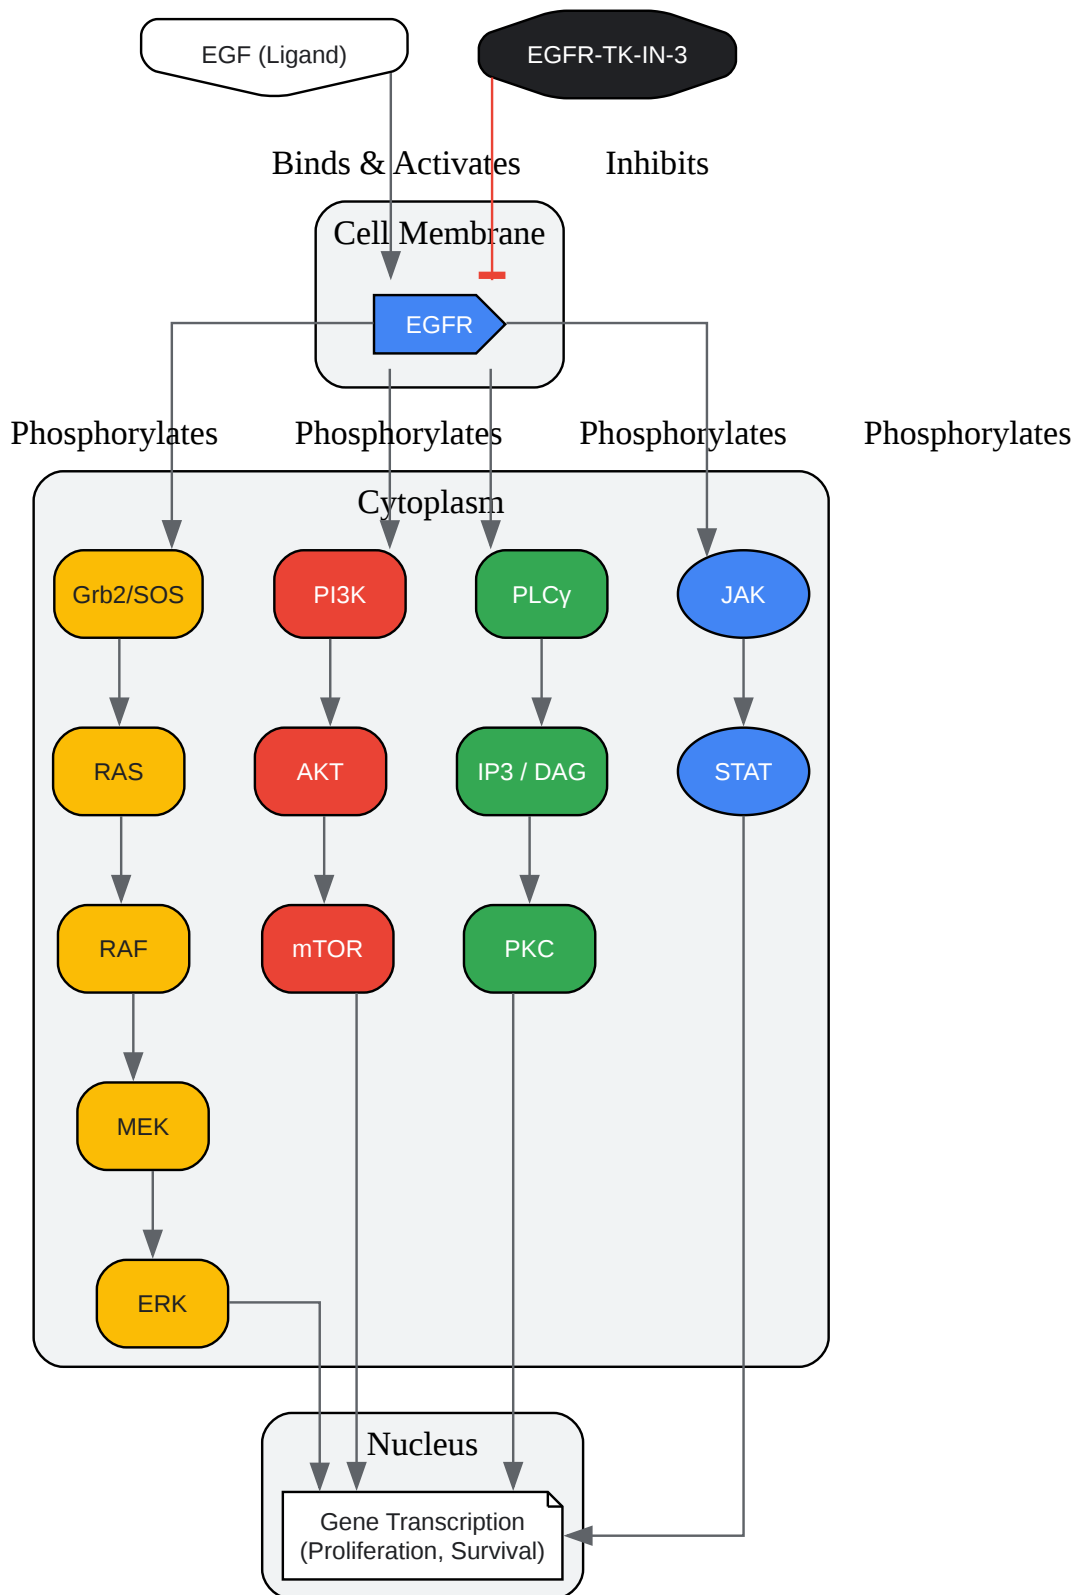 EGF (Ligand)
EGFR-TK-IN-3
Binds & Activates
Inhibits
Cell Membrane
EGFR
Phosphorylates
Phosphorylates
Phosphorylates
Phosphorylates
Cytoplasm
Grb2/SOS
PI3K
PLCγ
JAK
RAS
AKT
IP3 / DAG
STAT
RAF
mTOR
PKC
MEK
ERK
Nucleus
Gene Transcription
(Proliferation, Survival)